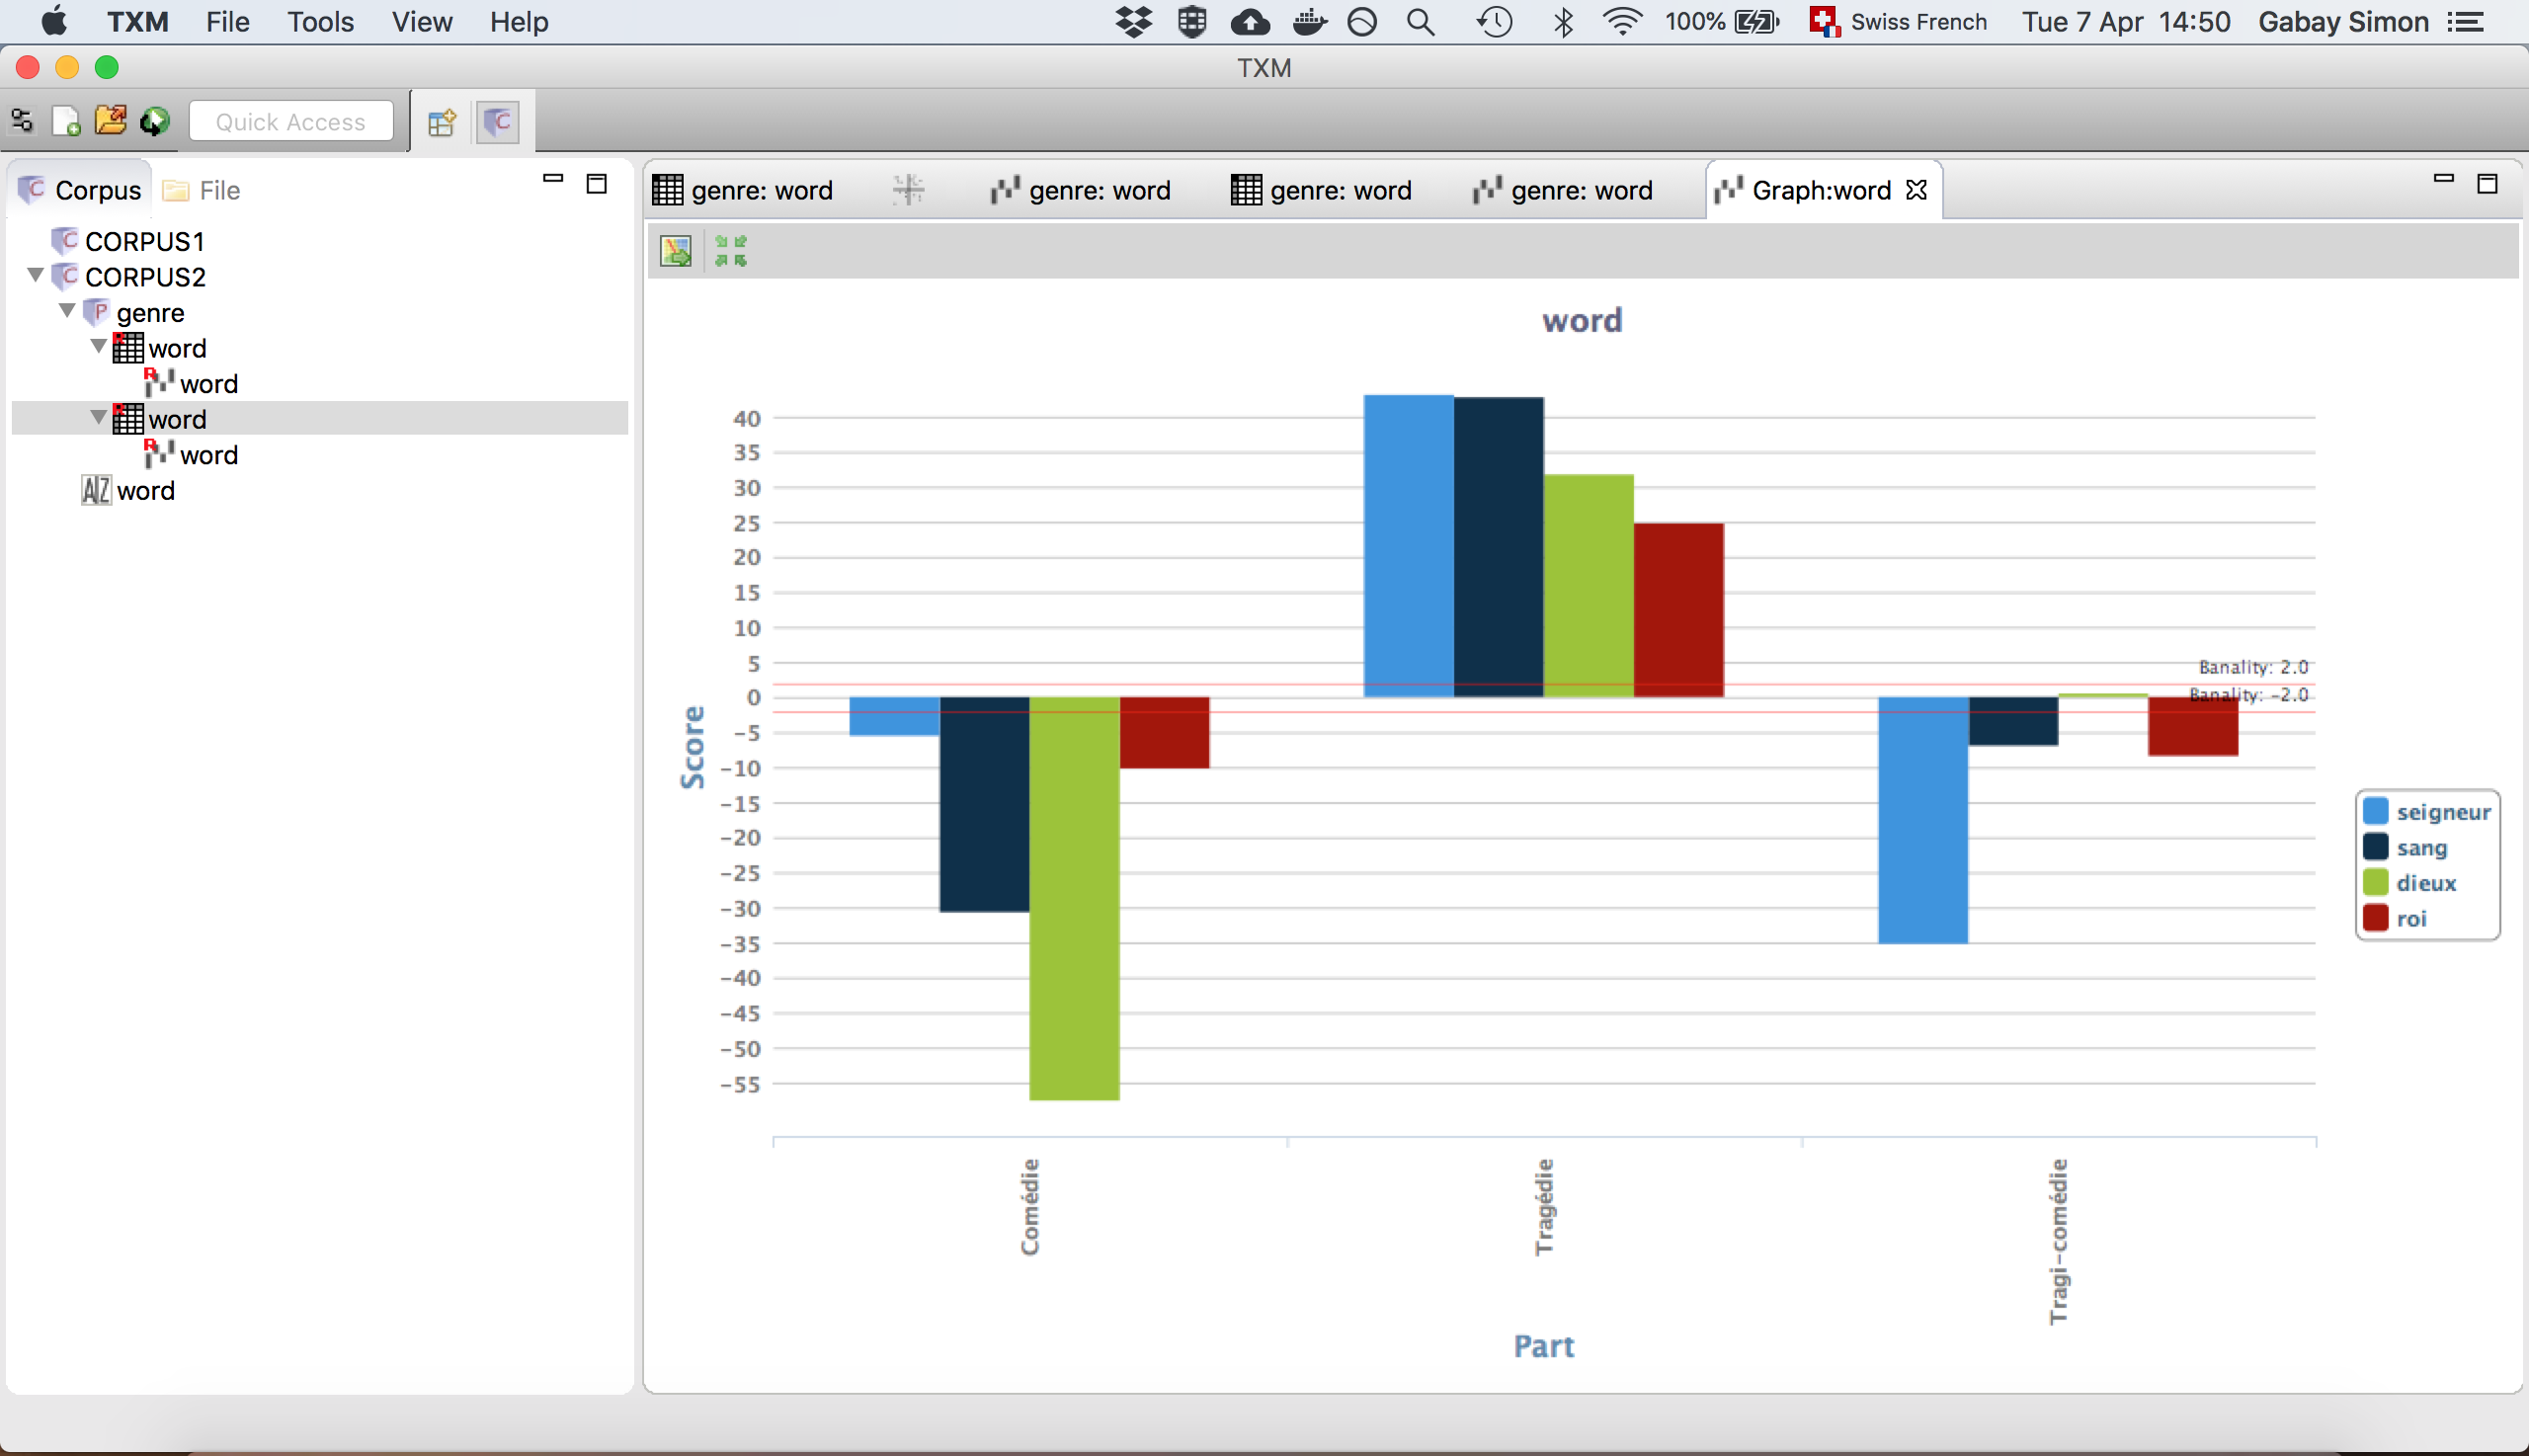 TXM File Tools View Help 100% Swiss French Tue 7 Apr 14:50 Gabay Simon
TXM
Quick Access
Corpus File
CORPUS1
CORPUS2
genre
word
word
word
word
AZ word
genre: word genre: word genre: word genre: word Graph:word
word
40
35
30
25
20
15
10
5
0
-5
-10
-15
-20
-25
-30
-35
-40
-45
-50
-55
Score
Banality: 2.0
Banality: -2.0
seigneur
sang
dieux
roi
Comédie
Tragédie
Tragi-comédie
Part